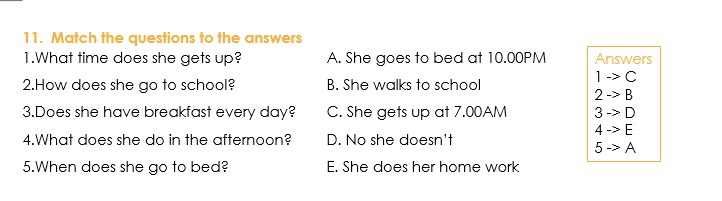 11. Match the questions to the answers
1.What time does she gets up?
2.How does she go to school?
3.Does she have breakfast every day?
4.What does she do in the afternoon?
5.When does she go to bed?
A. She goes to bed at 10.00PM
B. She walks to school
C. She gets up at 7.00AM
D. No she doesn't
E. She does her home work
Answers
1 -> C
2 -> B
3 -> D
4 -> E
5 -> A